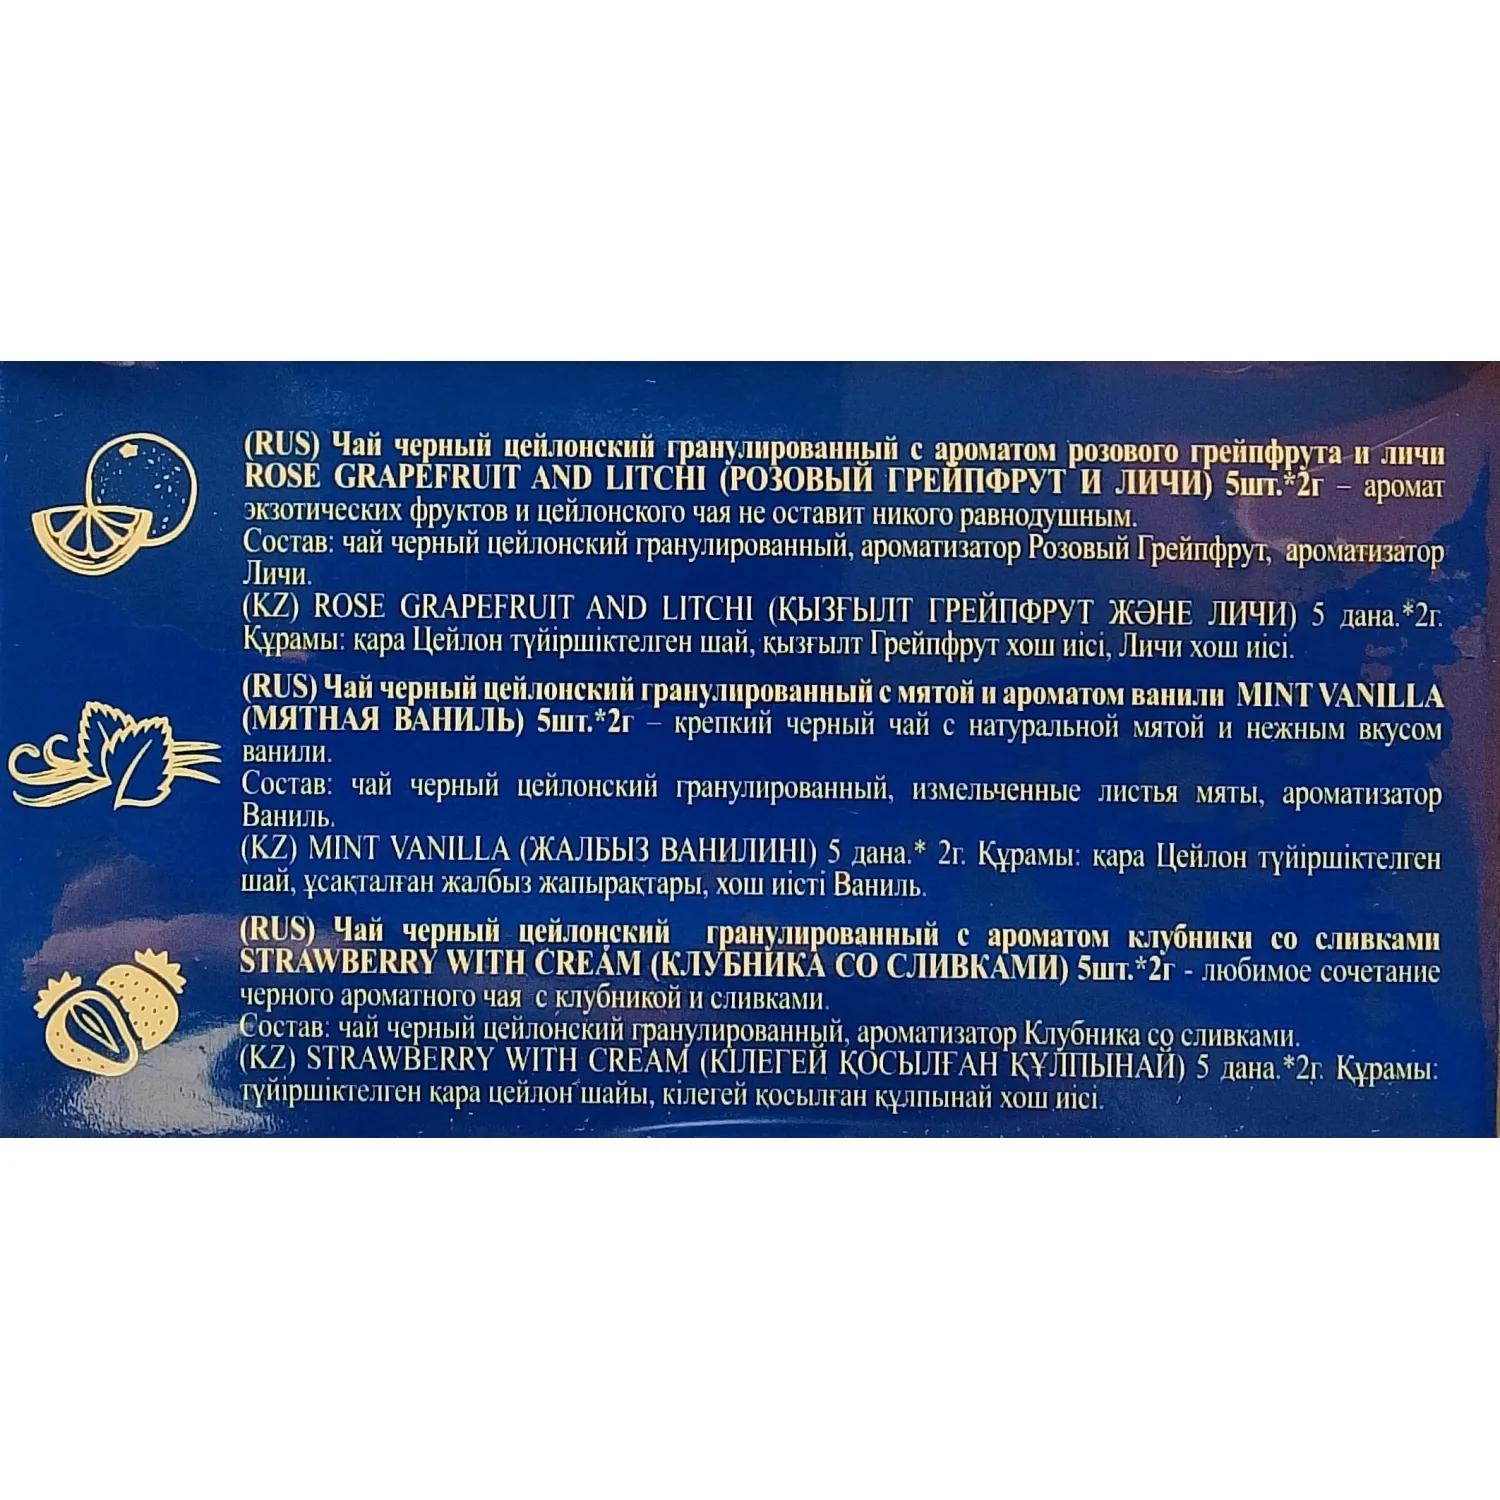 (RUS) Чай черный цейлонский гранулированный с ароматом розового грейпфрута и личи
ROSE GRAPEFRUIT AND LITCHI (РОЗОВЫЙ ГРЕЙПФРУТ И ЛИЧИ) 5шт.*2г – аромат
экзотических фруктов и цейлонского чая не оставит никого равнодушным.
Состав: чай черный цейлонский гранулированный, ароматизатор Розовый Грейпфрут, ароматизатор
Личи.
(KZ) ROSE GRAPEFRUIT AND LITCHI (ҚЫЗҒЫЛТ ГРЕЙПФРУТ ЖӘНЕ ЛИЧИ) 5 дана.*2г.
Құрамы: қара Цейлон түйіршіктелген шай, қызғылт Грейпфрут хош иісі, Личи хош иісі.
(RUS) Чай черный цейлонский гранулированный с мятой и ароматом ванили MINT VANILLA
(МЯТНАЯ ВАНИЛЬ) 5шт.*2г – крепкий черный чай с натуральной мятой и нежным вкусом
ванили.
Состав: чай черный цейлонский гранулированный, измельченные листья мяты, ароматизатор
Ваниль.
(KZ) MINT VANILLA (ЖАЛБЫЗ ВАНИЛИНІ) 5 дана.* 2г. Құрамы: қара Цейлон түйіршіктелген
шай, ұсақталған жалбыз жапырақтары, хош иісті Ваниль.
(RUS) Чай черный цейлонский гранулированный с ароматом клубники со сливками
STRAWBERRY WITH CREAM (КЛУБНИКА СО СЛИВКАМИ) 5шт.*2г - любимое сочетание
черного ароматного чая с клубникой и сливками.
Состав: чай черный цейлонский гранулированный, ароматизатор Клубника со сливками.
(KZ) STRAWBERRY WITH CREAM (КІЛЕГЕЙ ҚОСЫЛҒАН ҚҰЛПЫНАЙ) 5 дана.*2г. Құрамы:
түйіршіктелген қара цейлон шайы, кілегей қосылған құлпынай хош иісі.